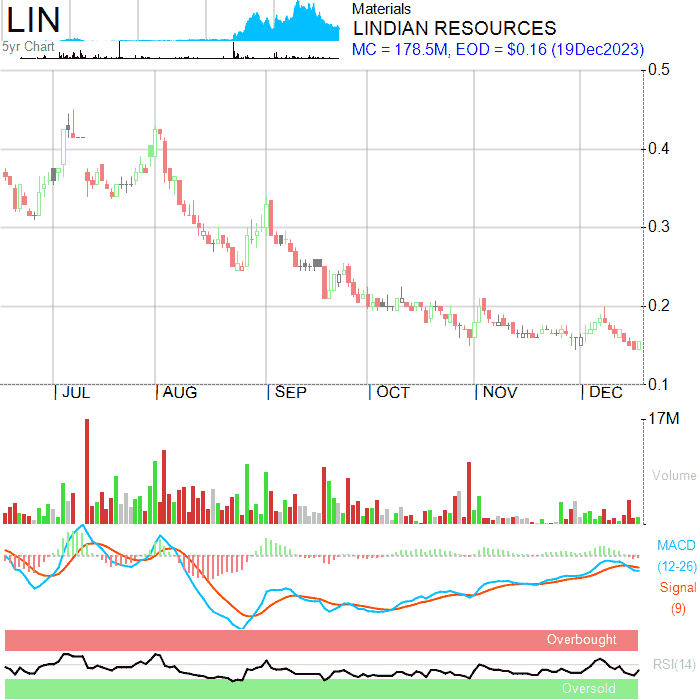 LIN
5yr Chart
Materials
LINDIAN RESOURCES
MC = 178.5M, EOD = $0.16 (19Dec2023)
0.5
0.4
0.3
0.2
0.1
JUL AUG SEP OCT NOV DEC
17M
Volume
MACD
(12-26)
Signal
(9)
Overbought
RSI(14)
Oversold